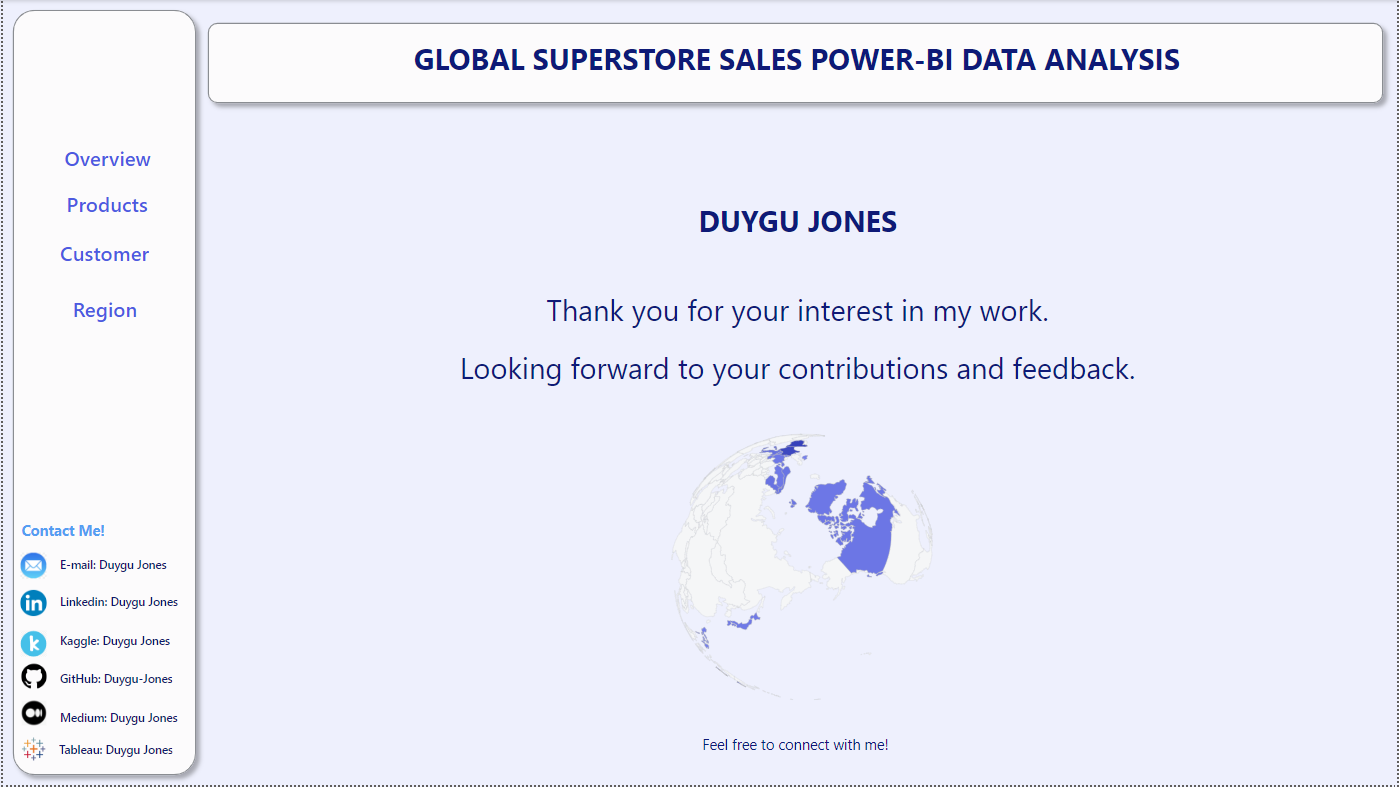 GLOBAL SUPERSTORE SALES POWER-BI DATA ANALYSIS
Overview
Products
Customer
Region
DUYGU JONES
Thank you for your interest in my work.
Looking forward to your contributions and feedback.
Contact Me!
E-mail: Duygu Jones
in
Linkedin: Duygu Jones
k
Kaggle: Duygu Jones
GitHub: Duygu-Jones
Medium: Duygu Jones
Tableau: Duygu Jones
Feel free to connect with me!